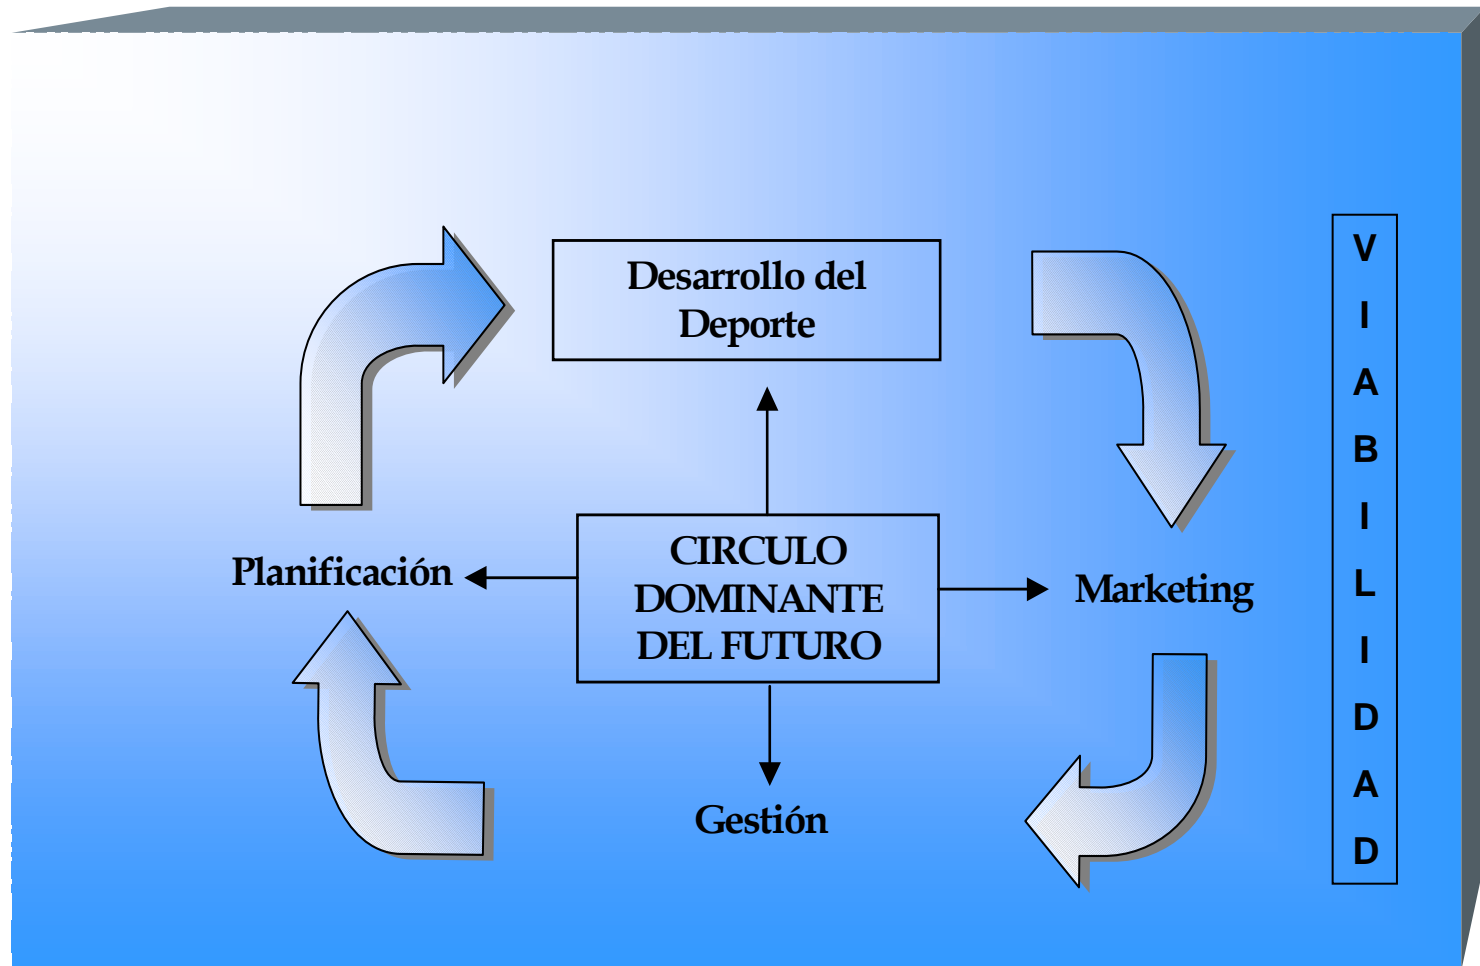 Desarrollo del
Deporte
Planificación
CIRCULO
DOMINANTE
DEL FUTURO
Marketing
Gestión
V
I
A
B
I
L
I
D
A
D